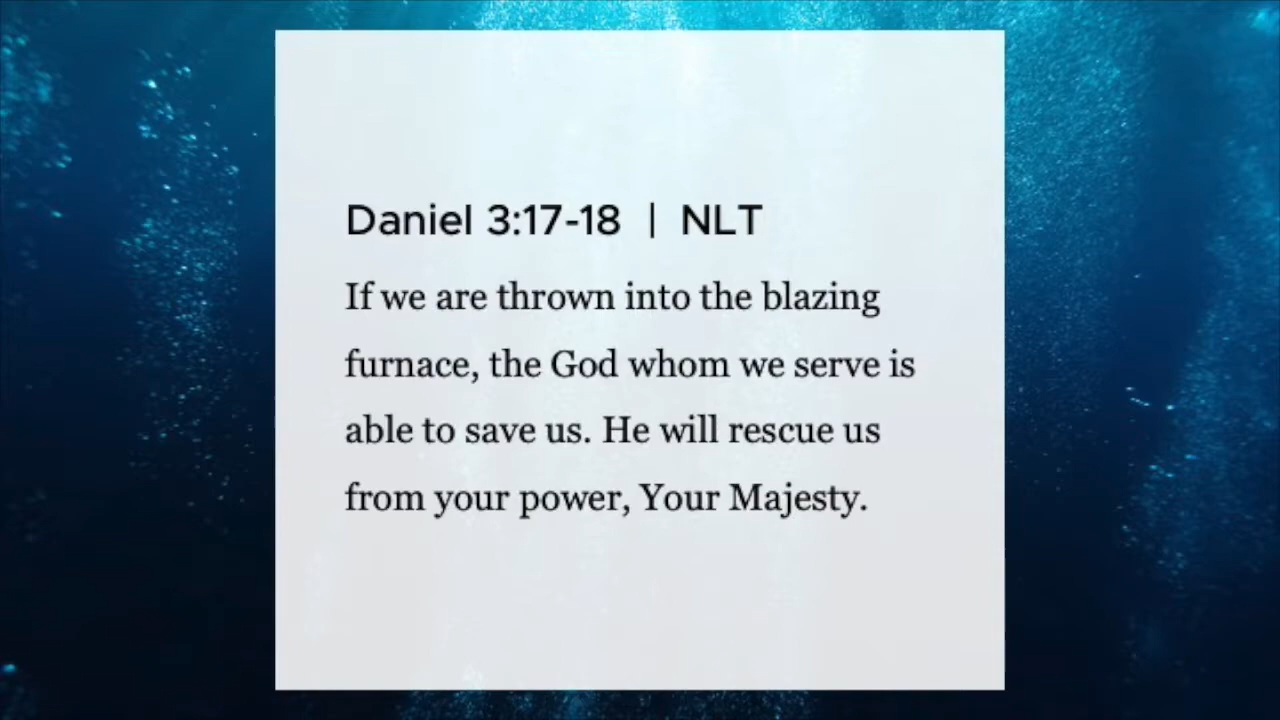 Daniel 3:17-18 | NLT
If we are thrown into the blazing
furnace, the God whom we serve is
able to save us. He will rescue us
from your power, Your Majesty.